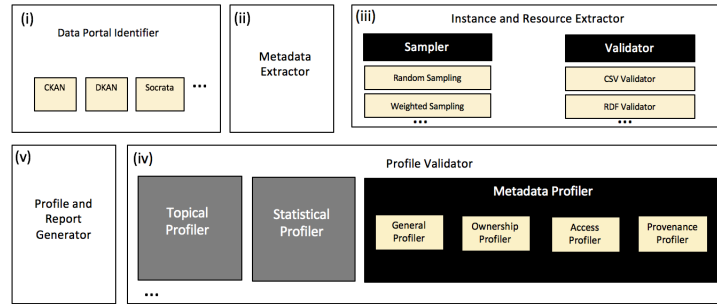 (i)
Data Portal Identifier
CKAN
DKAN
Socrata
...
(ii)
Metadata
Extractor
(iii)
Instance and Resource Extractor
Sampler
Random Sampling
Weighted Sampling
...
Validator
CSV Validator
RDF Validator
...
(v)
Profile and
Report
Generator
(iv)
Profile Validator
Topical
Profiler
...
Statistical
Profiler
Metadata Profiler
General
Profiler
Ownership
Profiler
Access
Profiler
Provenance
Profiler